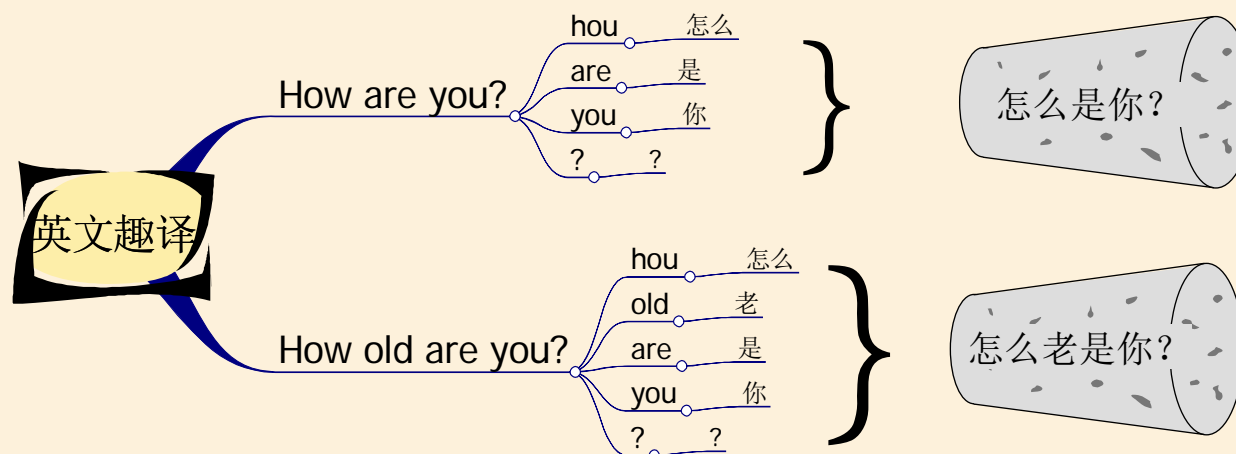 英文趣译
How are you?
hou 怎么
are 是
you 你
? ?
}
怎么是你?
How old are you?
hou 怎么
old 老
are 是
you 你
? ?
}
怎么老是你?